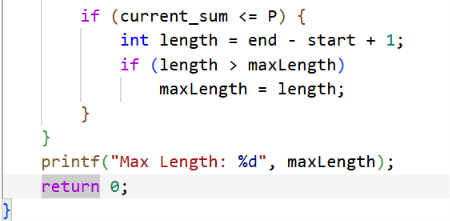 if (current_sum <= P) {
int length = end - start + 1;
if (length > maxLength)
maxLength = length;
}
}
printf("Max Length: %d", maxLength);
return 0;
}